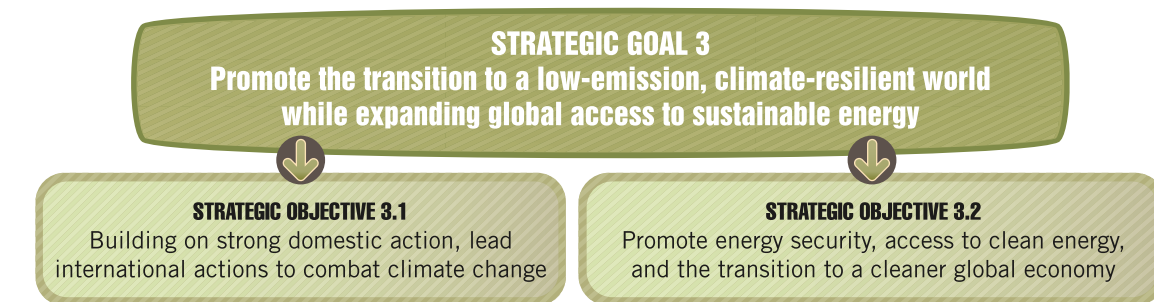 STRATEGIC GOAL 3
Promote the transition to a low-emission, climate-resilient world
while expanding global access to sustainable energy
STRATEGIC OBJECTIVE 3.1
Building on strong domestic action, lead
international actions to combat climate change
STRATEGIC OBJECTIVE 3.2
Promote energy security, access to clean energy,
and the transition to a cleaner global economy